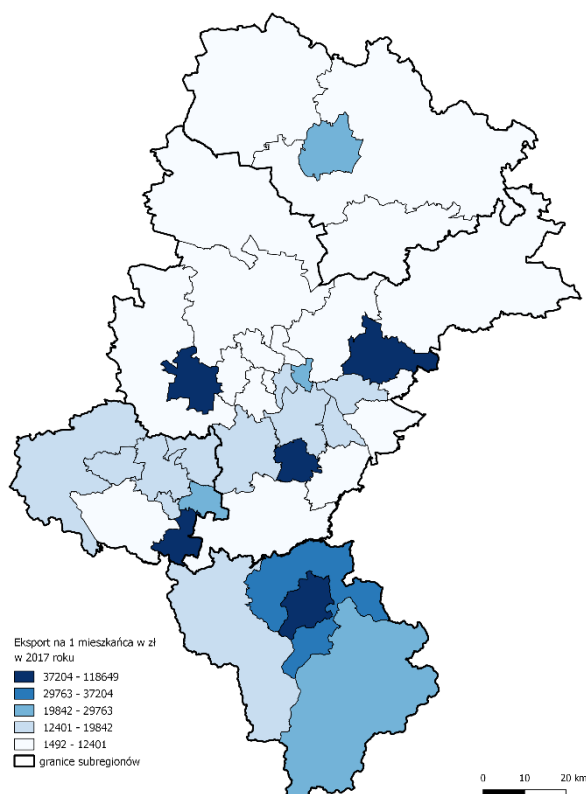 Eksport na 1 mieszkańca w zł
w 2017 roku
37204 - 118649
29763 - 37204
19842 - 29763
12401 - 19842
1492 - 12401
granice subregionów
0 10 20 km